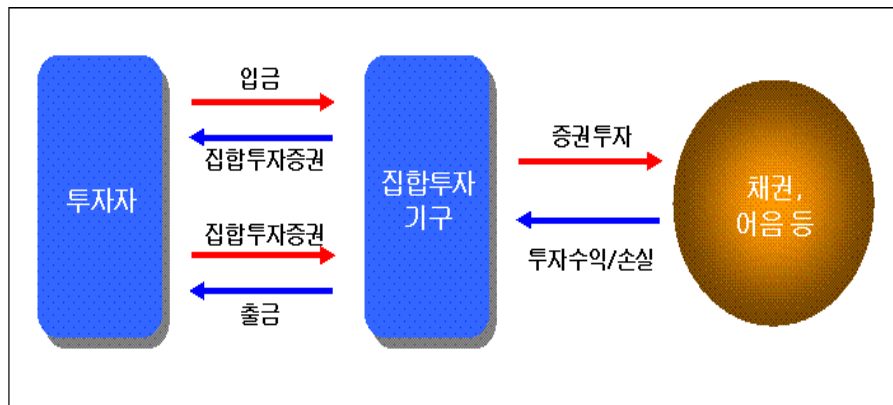 입금
집합투자증권
투자자
집합투자증권
출금
집합투자
기구
증권투자
투자수익/손실
채권,
어음 등